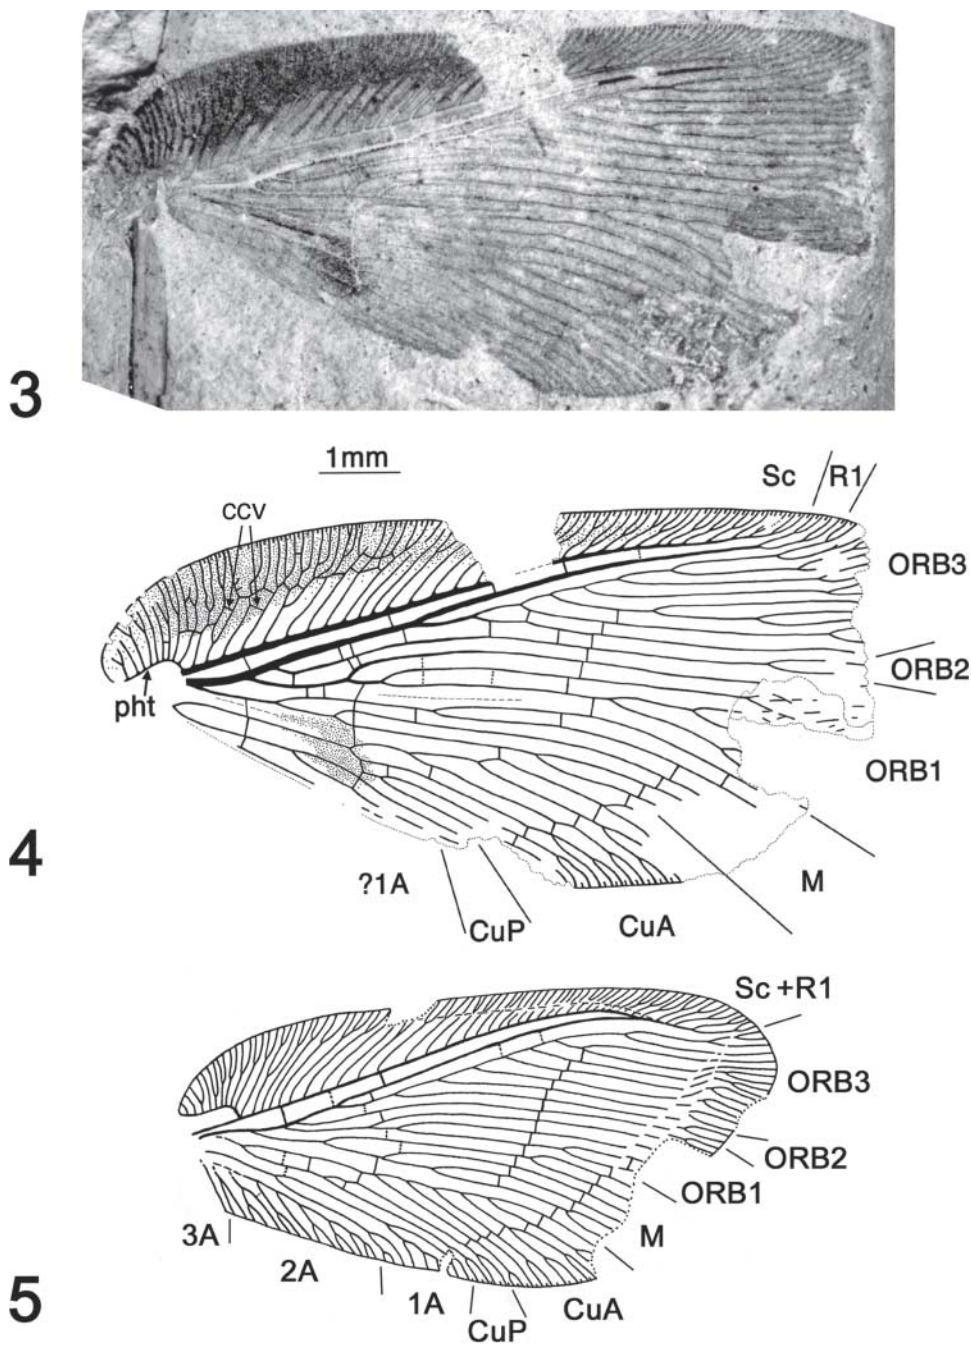 3
1mm
Sc R1
ccv
ORB3
ORB2
pht
ORB1
4
?1A
M
CuP
CuA
Sc +R1
ORB3
ORB2
ORB1
3A
M
2A
5
1A
CuA
CuP